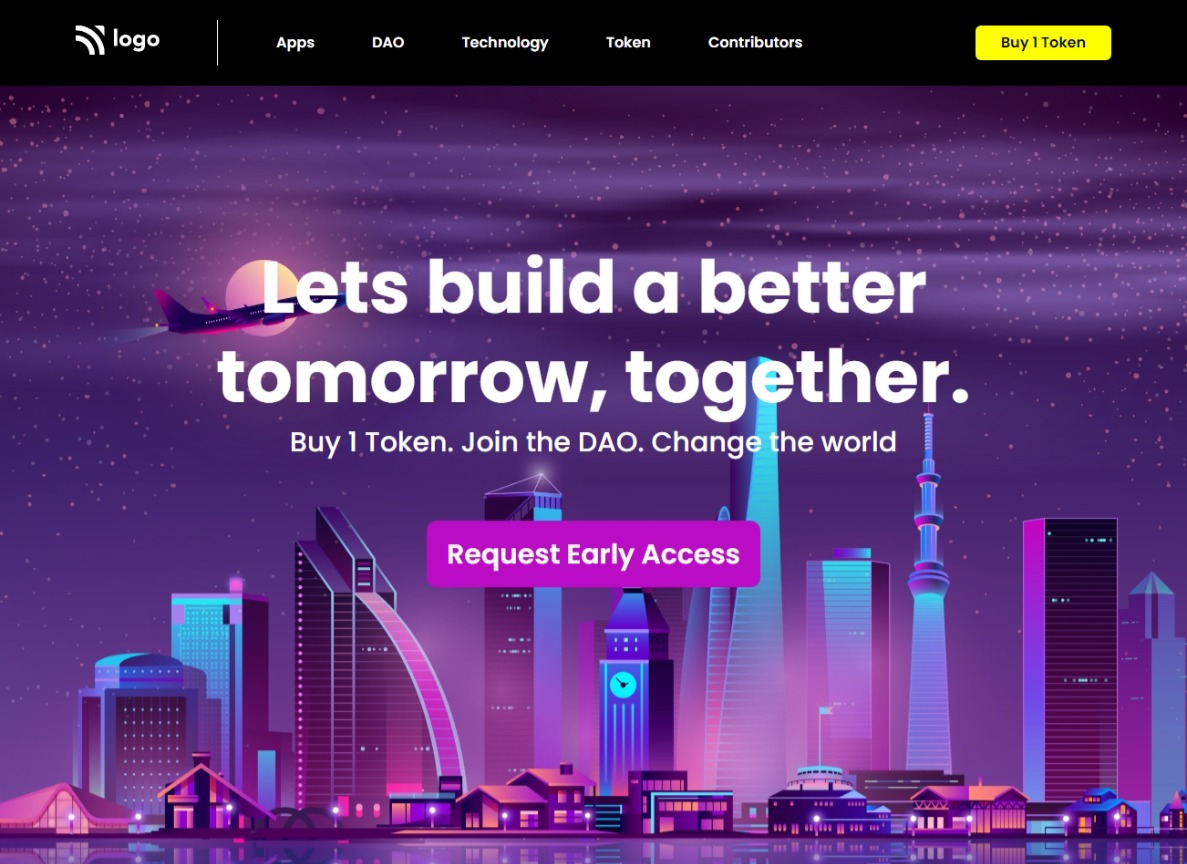 logo
Apps DAO Technology Token Contributors Buy 1 Token
Lets build a better
tomorrow, together.
Buy 1 Token. Join the DAO. Change the world
Request Early Access